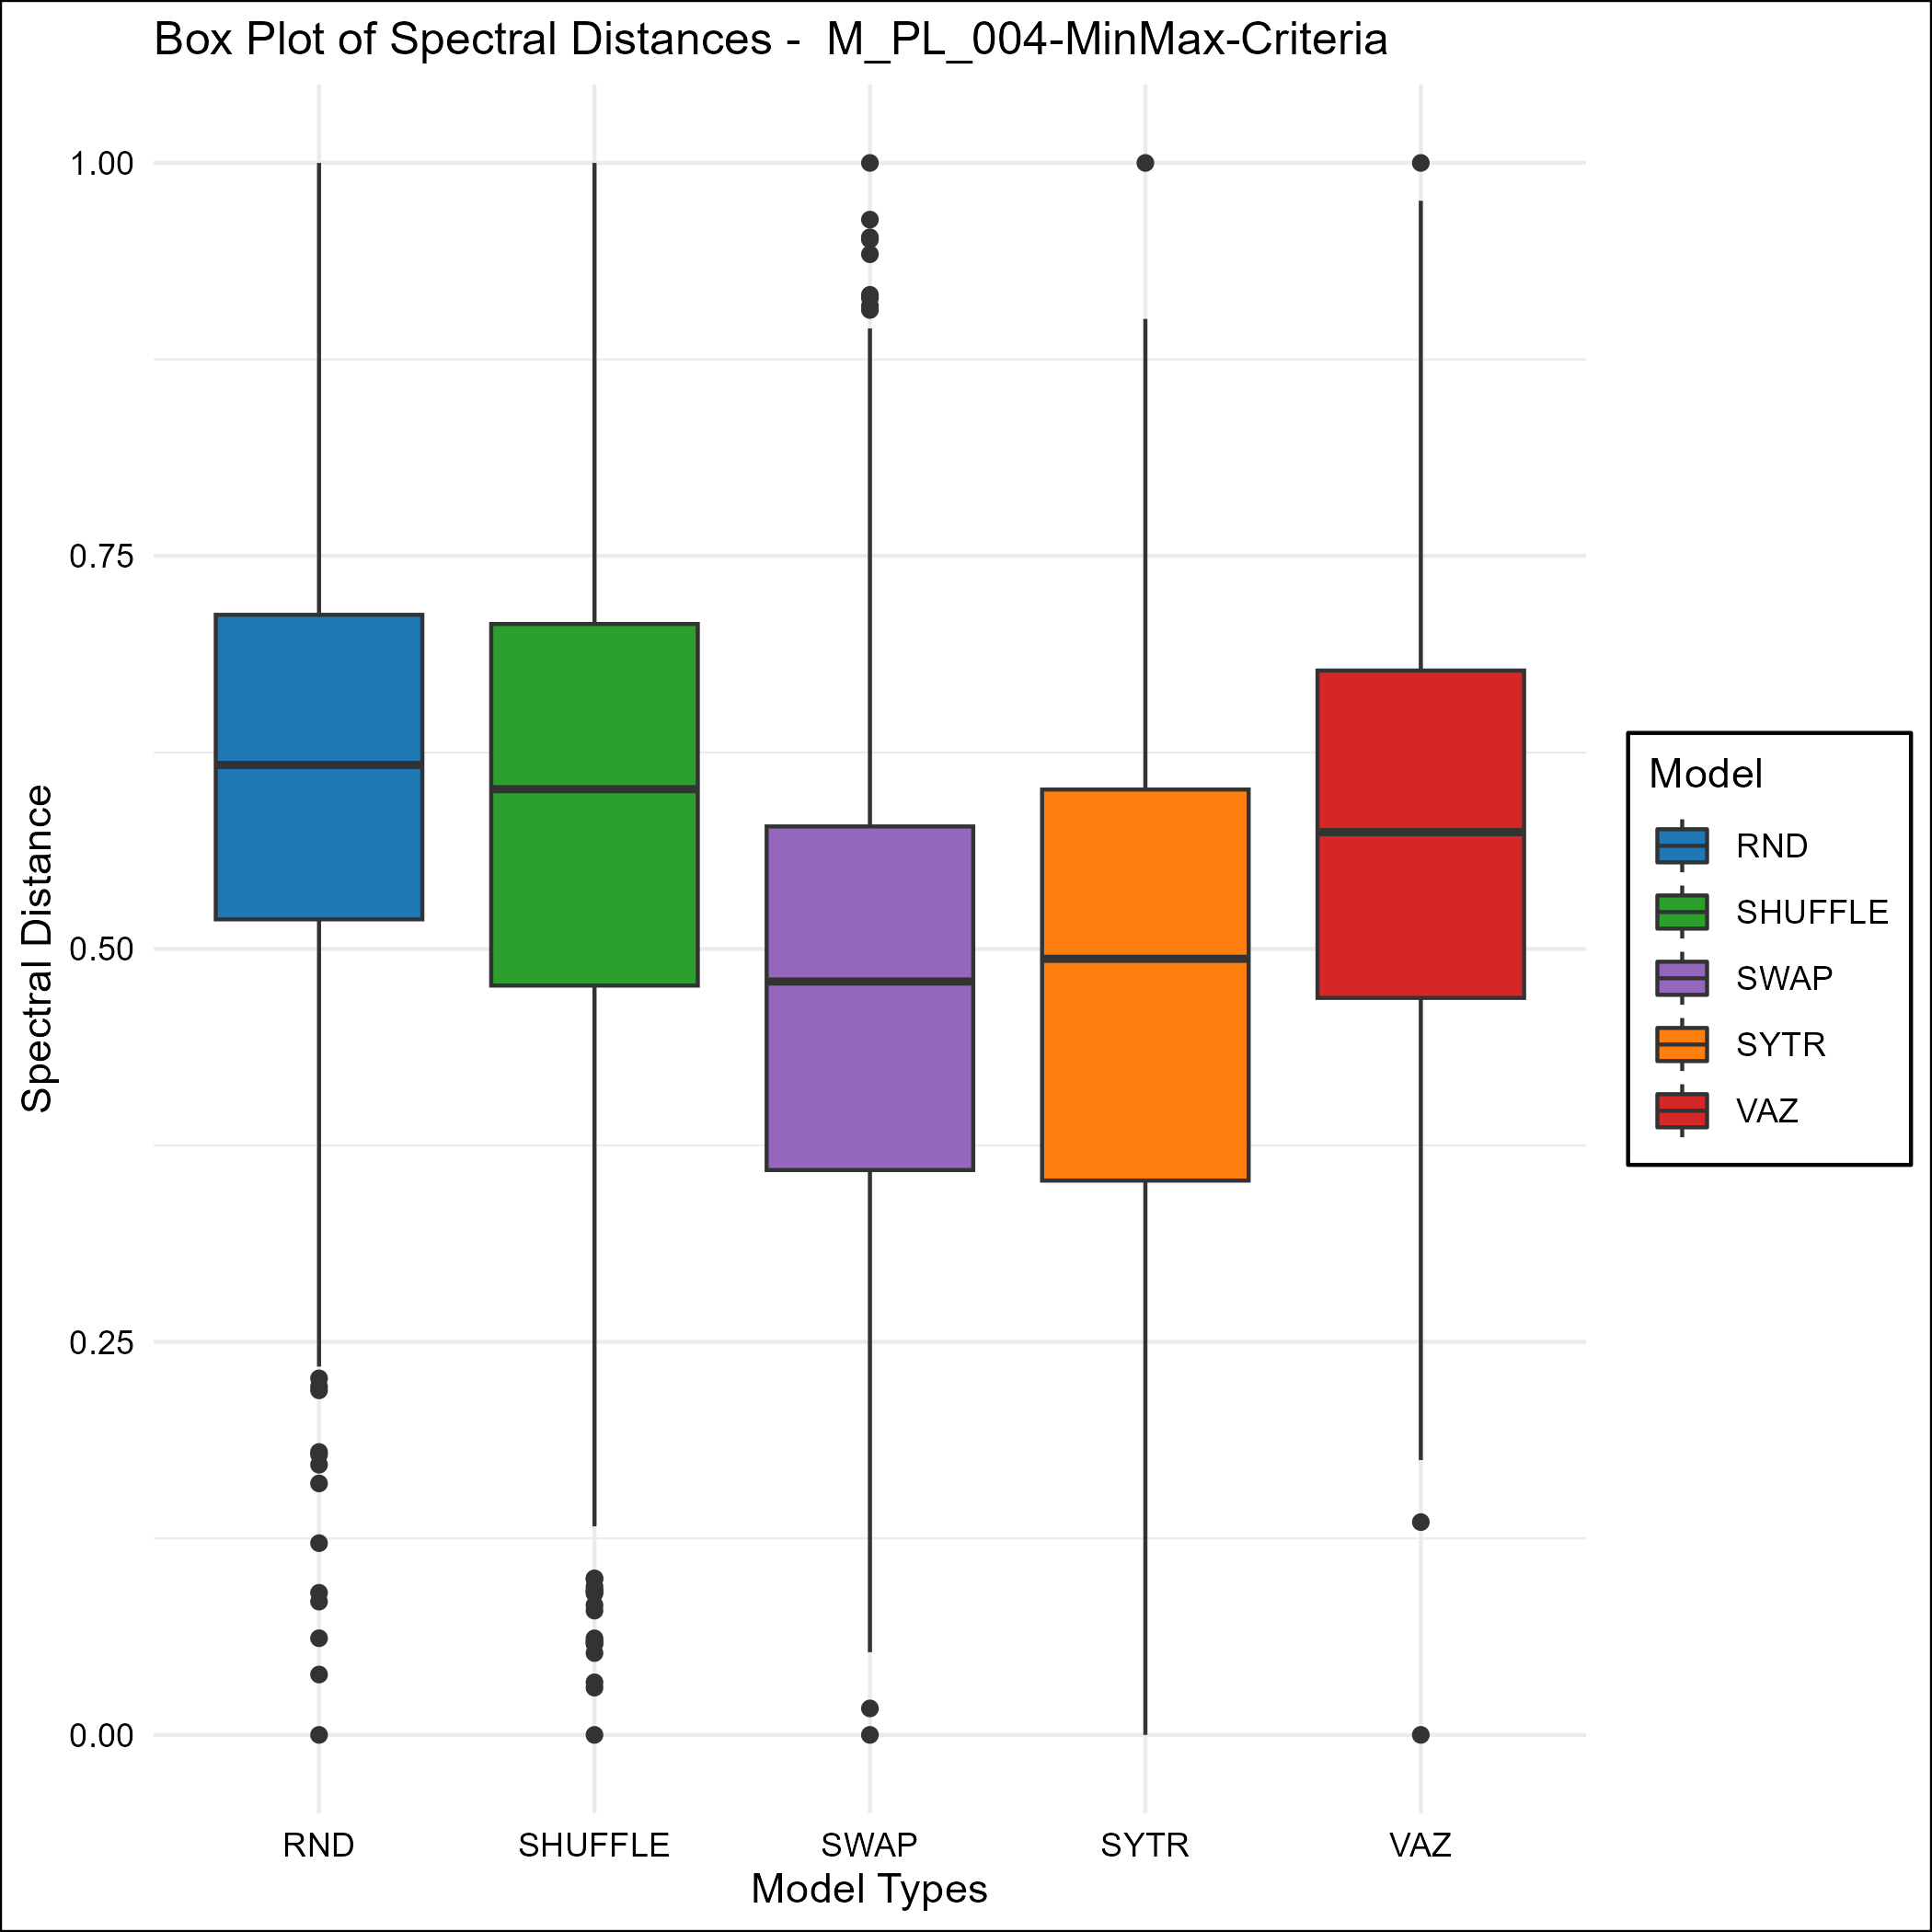 Box Plot of Spectral Distances -  M_PL_004-MinMax-Criteria
1.00
0.75
0.50
0.25
0.00
Spectral Distance
RND
SHUFFLE
SWAP
SYTR
VAZ
Model Types
Model
RND
SHUFFLE
SWAP
SYTR
VAZ